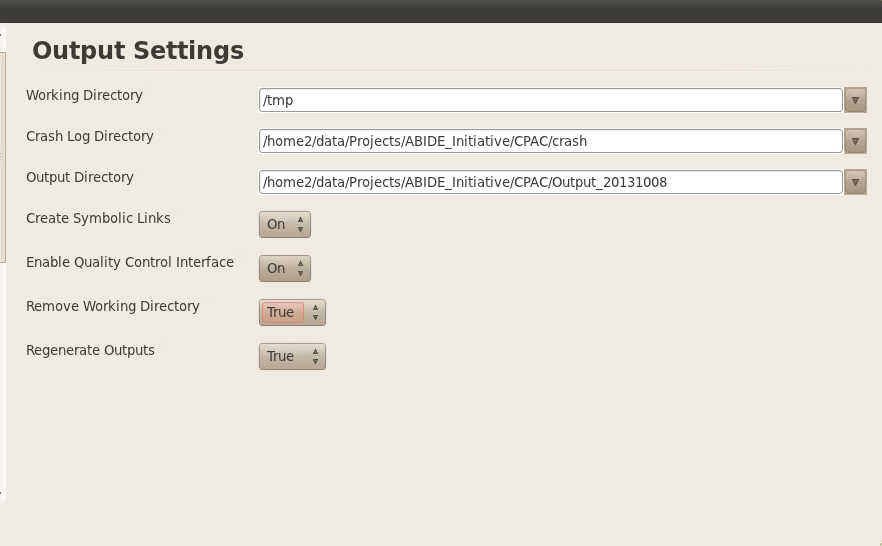 Output Settings
Working Directory /tmp
Crash Log Directory /home2/data/Projects/ABIDE_Initiative/CPAC/crash
Output Directory /home2/data/Projects/ABIDE_Initiative/CPAC/Output_20131008
Create Symbolic Links On
Enable Quality Control Interface On
Remove Working Directory True
Regenerate Outputs True